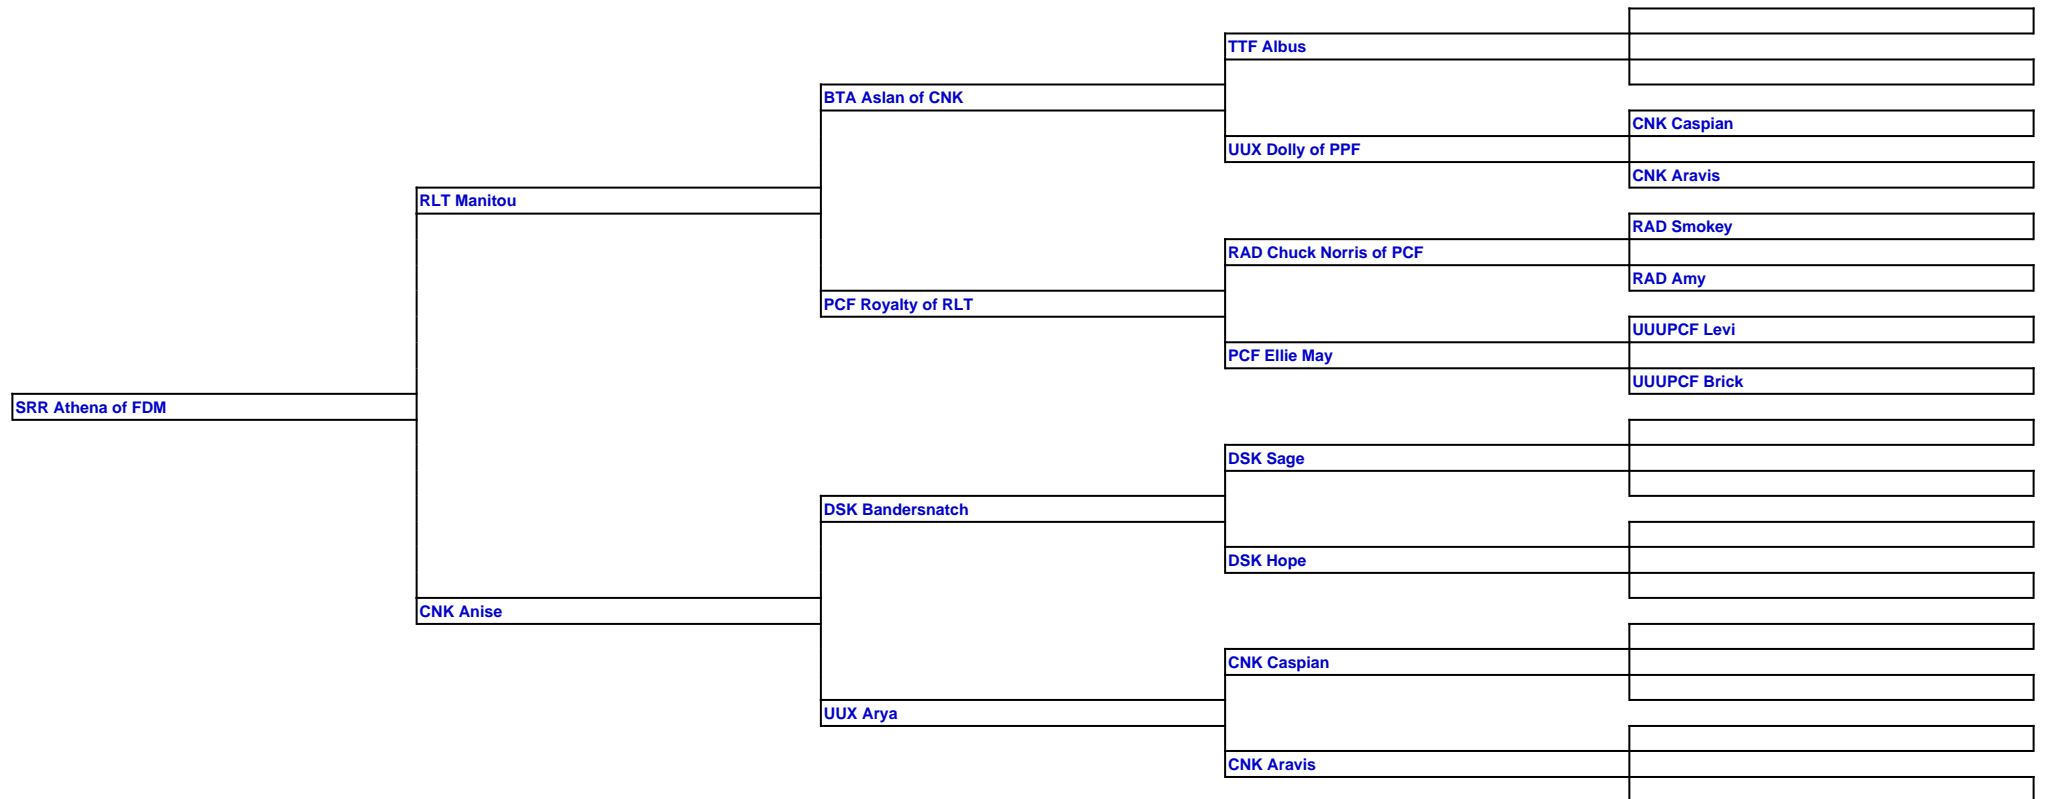 TTF Albus
BTA Aslan of CNK
CNK Caspian
UUX Dolly of PPF
CNK Aravis
RLT Manitou
RAD Smokey
RAD Chuck Norris of PCF
RAD Amy
PCF Royalty of RLT
UUUPCF Levi
PCF Ellie May
UUUPCF Brick
SRR Athena of FDM
DSK Sage
DSK Bandersnatch
DSK Hope
CNK Anise
CNK Caspian
UUX Arya
CNK Aravis